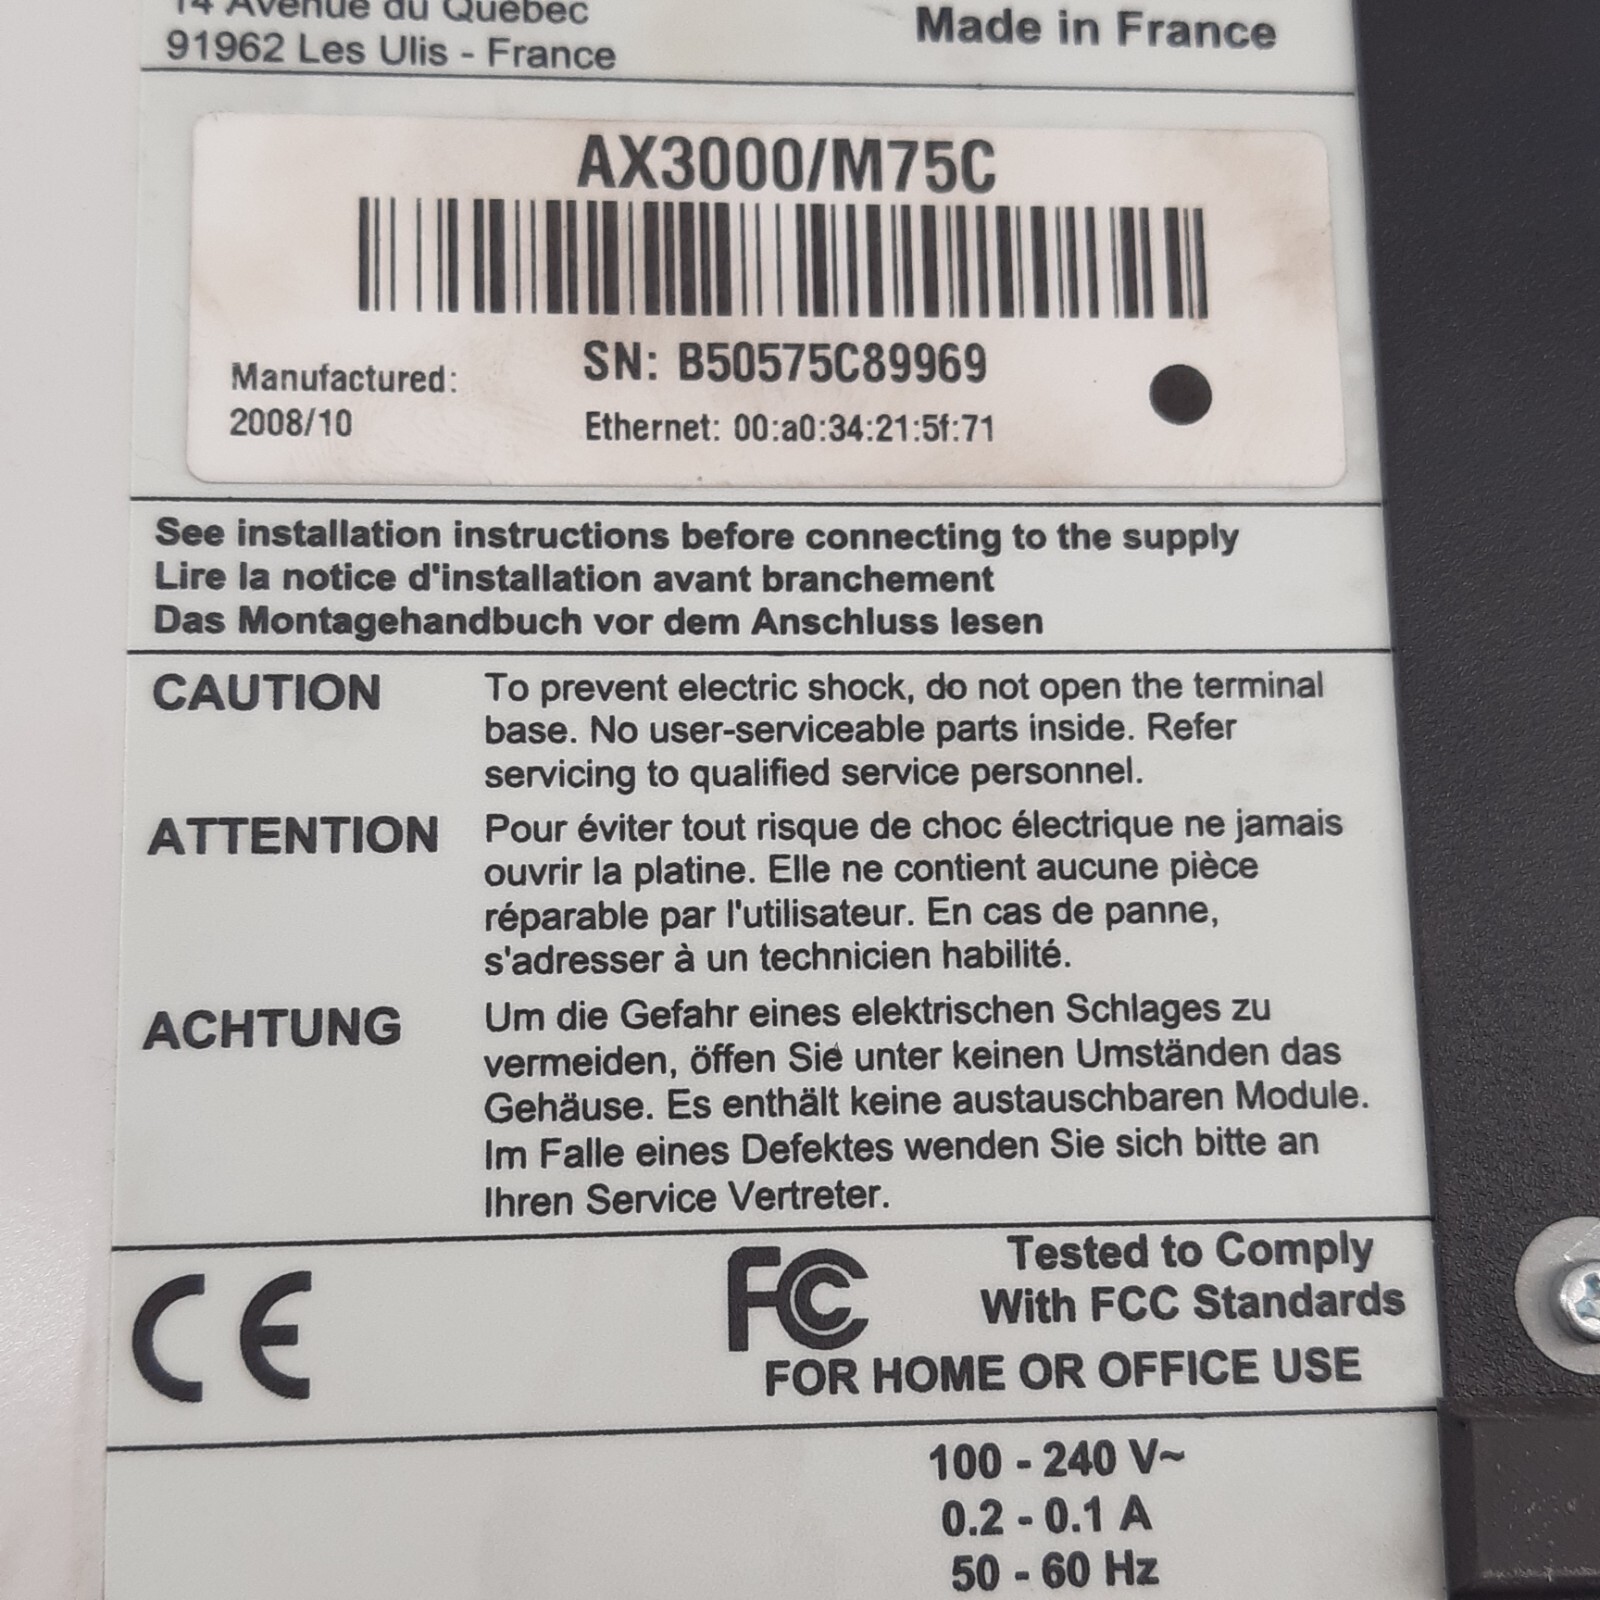 14 Avenue du Québec
91962 Les Ulis - France
Made in France
AX3000/M75C
SN: B50575C89969
Manufactured:
2008/10
Ethernet: 00:a0:34:21:5f:71
See installation instructions before connecting to the supply
Lire la notice d'installation avant branchement
Das Montagehandbuch vor dem Anschluss lesen
CAUTION
To prevent electric shock, do not open the terminal
base. No user-serviceable parts inside. Refer
servicing to qualified service personnel.
ATTENTION
Pour éviter tout risque de choc électrique ne jamais
ouvrir la platine. Elle ne contient aucune pièce
réparable par l'utilisateur. En cas de panne,
s'adresser à un technicien habilité.
ACHTUNG
Um die Gefahr eines elektrischen Schlages zu
vermeiden, öffen Sie unter keinen Umständen das
Gehäuse. Es enthält keine austauschbaren Module.
Im Falle eines Defektes wenden Sie sich bitte an
Ihren Service Vertreter.
CE
FC
Tested to Comply
With FCC Standards
FOR HOME OR OFFICE USE
100 - 240 V~
0.2 - 0.1 A
50 - 60 Hz